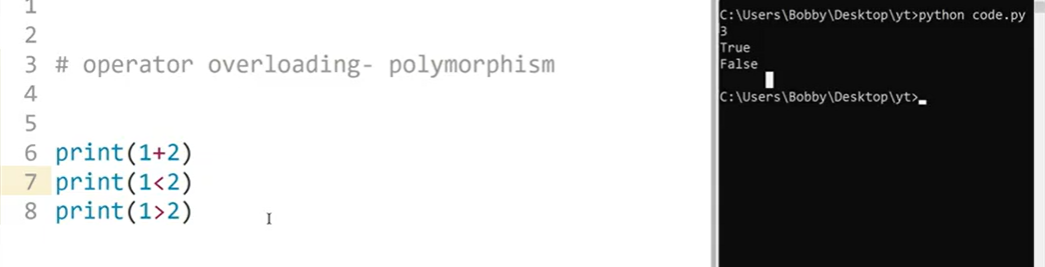 1
2
3 # operator overloading- polymorphism
4
5
6 print(1+2)
7 print(1<2)
8 print(1>2)
C:\Users\Bobby\Desktop\yt>python code.py
3
True
False
C:\Users\Bobby\Desktop\yt>